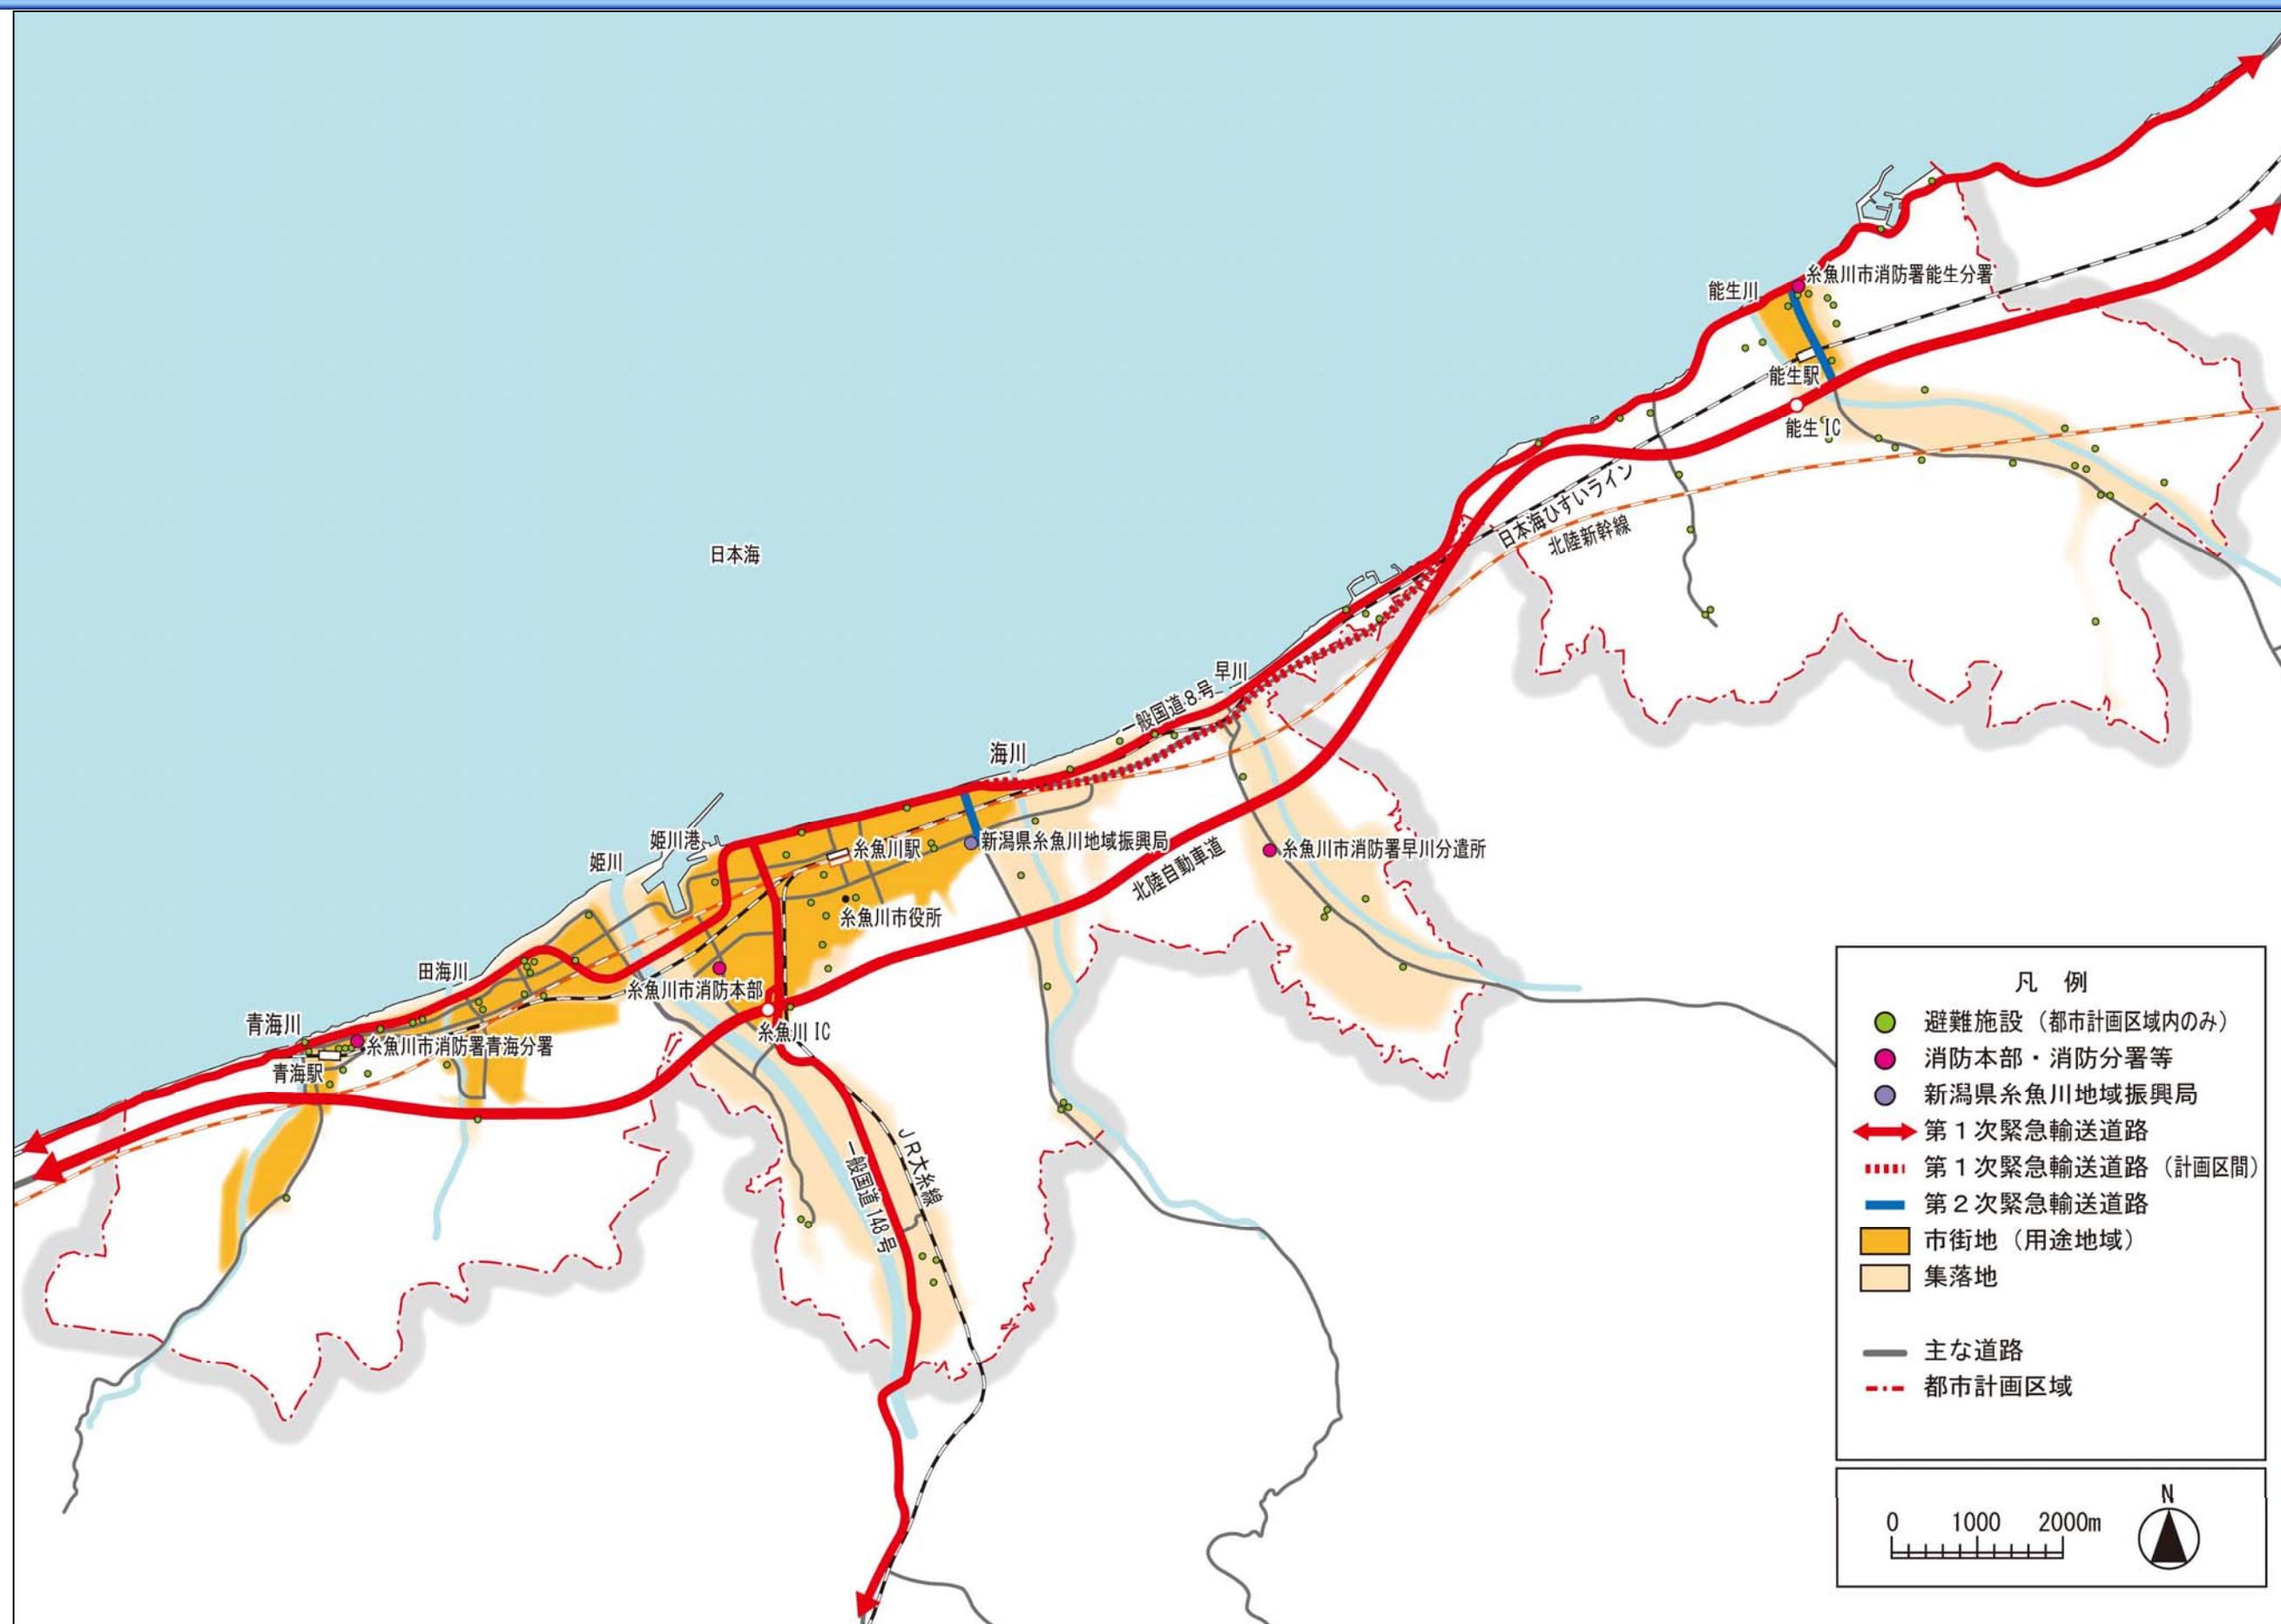 糸魚川市消防署能生分署
能生川
能生駅
能生IC
日本海ひすいライン
北陸新幹線
日本海
早川
一般国道8号
海川
姫川港
姫川
糸魚川駅
新潟県糸魚川地域振興局
糸魚川市消防署早川分遣所
北陸自動車道
糸魚川市役所
田海川
糸魚川市消防本部
青海川
糸魚川IC
糸魚川市消防署青海分署
青海駅
一般国道148号
JR大糸線
凡 例
避難施設（都市計画区域内のみ）
消防本部・消防分署等
新潟県糸魚川地域振興局
第1次緊急輸送道路
第1次緊急輸送道路（計画区間）
第2次緊急輸送道路
市街地（用途地域）
集落地
主な道路
都市計画区域
0 1000 2000m
N